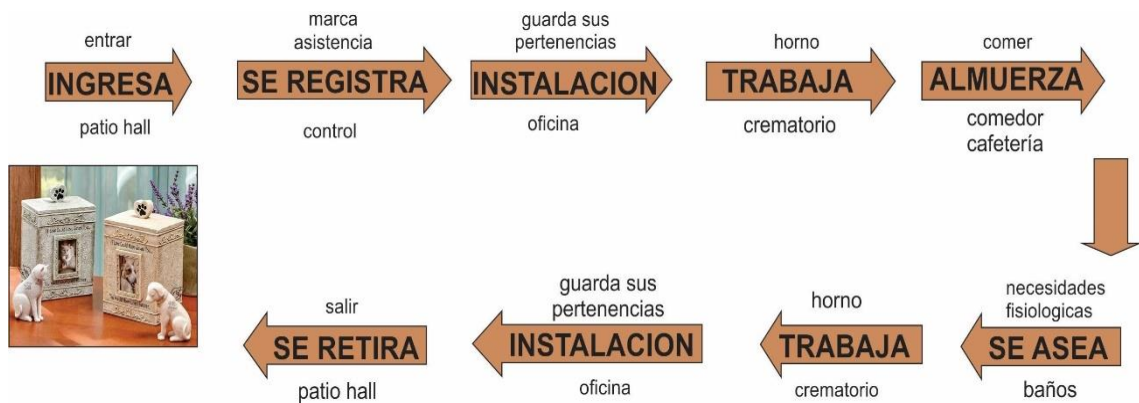 entrar
INGRESA
patio hall
marca
asistencia
SE REGISTRA
control
guarda sus
pertenencias
INSTALACION
oficina
horno
TRABAJA
crematorio
comer
ALMUERZA
comedor
cafetería
necesidades
fisiologicas
SE ASEA
baños
horno
TRABAJA
crematorio
guarda sus
pertenencias
INSTALACION
oficina
salir
SE RETIRA
patio hall